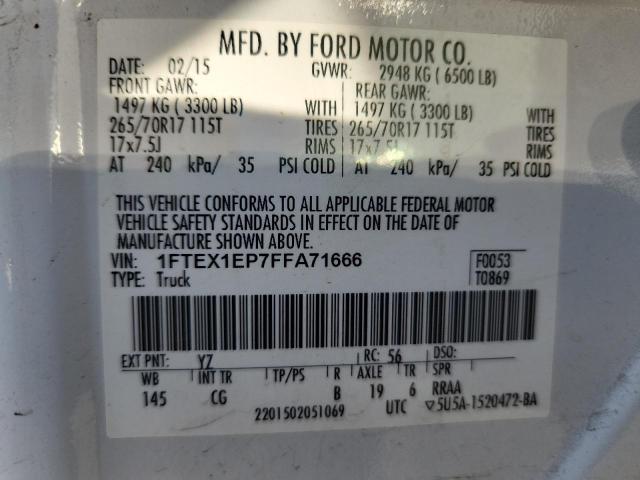 MFD. BY FORD MOTOR CO.
DATE: 02/15 GVWR: 2948 KG ( 6500 LB)
FRONT GAWR: REAR GAWR:
1497 KG ( 3300 LB) WITH 1497 KG ( 3300 LB) WITH
265/70R17 115T TIRES 265/70R17 115T TIRES
17x7.5J RIMS 17x7.5J RIMS
AT 240 kPa/ 35 PSI COLD AT 240 kPa/ 35 PSI COLD
THIS VEHICLE CONFORMS TO ALL APPLICABLE FEDERAL MOTOR
VEHICLE SAFETY STANDARDS IN EFFECT ON THE DATE OF
MANUFACTURE SHOWN ABOVE.
VIN: 1FTEX1EP7FFA71666 F0053
TYPE: Truck T0869
EXT PNT: YZ RC: 56 DSO:
WB INT TR TP/PS R AXLE TR SPR
145 CG B 19 6 RRAA
2201502051069 UTC ▽5U5A-1520472-BA